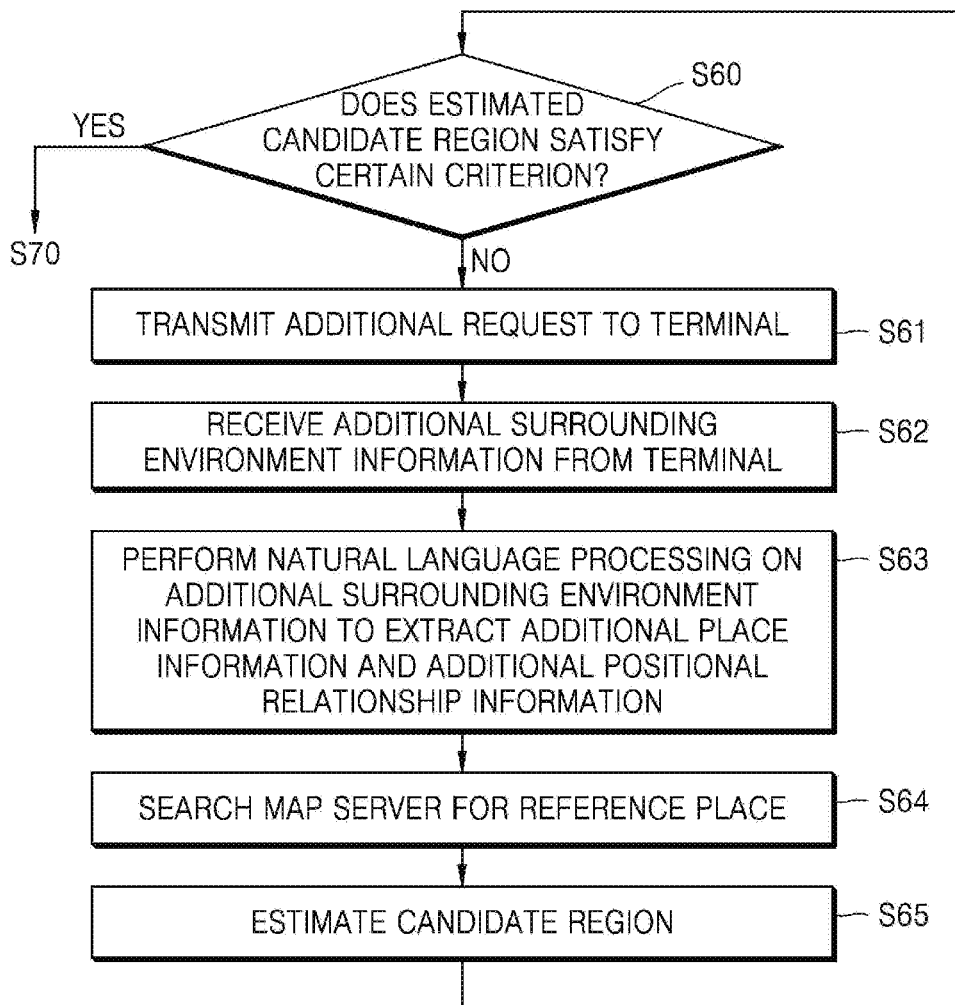 S60
DOES ESTIMATED
CANDIDATE REGION SATISFY
CERTAIN CRITERION?
YES
S70
NO
TRANSMIT ADDITIONAL REQUEST TO TERMINAL
S61
RECEIVE ADDITIONAL SURROUNDING
ENVIRONMENT INFORMATION FROM TERMINAL
S62
PERFORM NATURAL LANGUAGE PROCESSING ON
ADDITIONAL SURROUNDING ENVIRONMENT
INFORMATION TO EXTRACT ADDITIONAL PLACE
INFORMATION AND ADDITIONAL POSITIONAL
RELATIONSHIP INFORMATION
S63
SEARCH MAP SERVER FOR REFERENCE PLACE
S64
ESTIMATE CANDIDATE REGION
S65